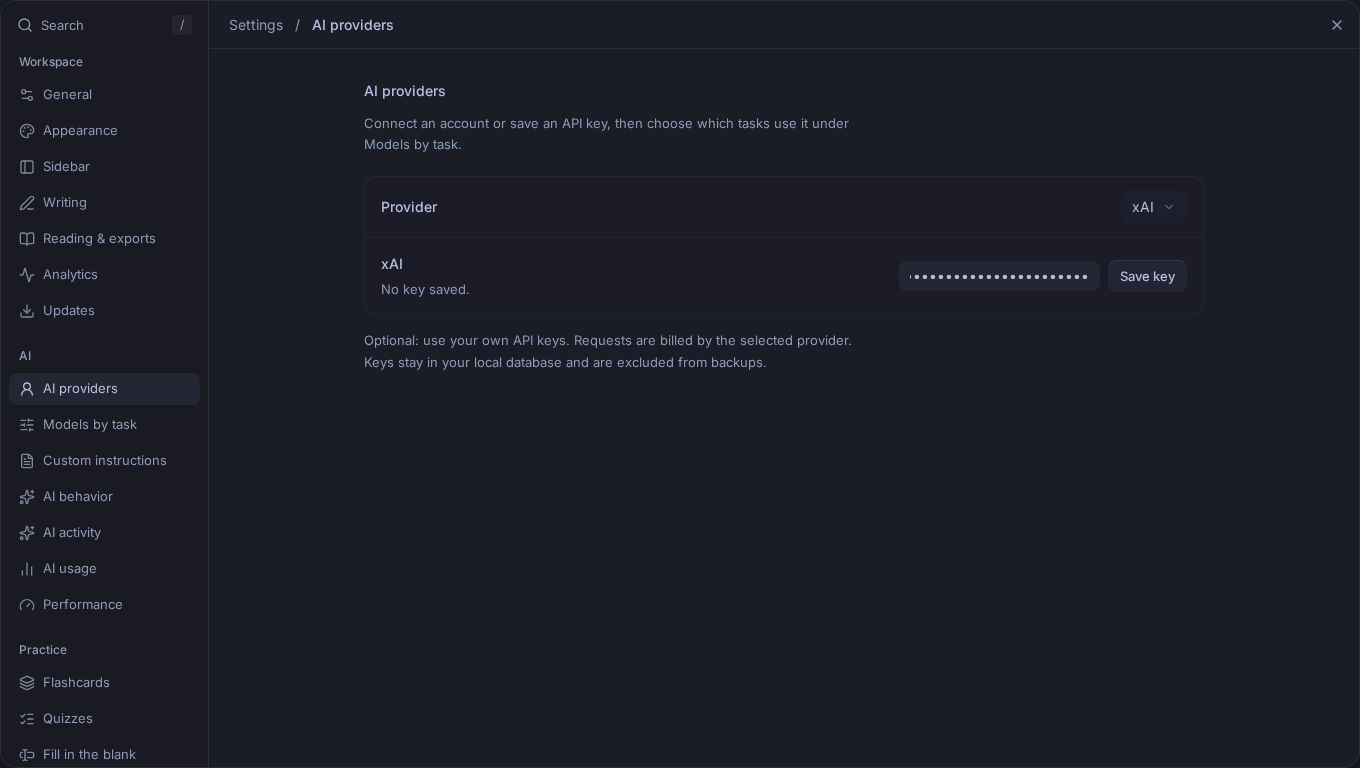 Search
/
Workspace
General
Appearance
Sidebar
Writing
Reading & exports
Analytics
Updates
AI
AI providers
Models by task
Custom instructions
AI behavior
AI activity
AI usage
Performance
Practice
Flashcards
Quizzes
Fill in the blank
Settings / AI providers
AI providers
Connect an account or save an API key, then choose which tasks use it under
Models by task.
Provider
xAI
xAI
No key saved.
Save key
Optional: use your own API keys. Requests are billed by the selected provider.
Keys stay in your local database and are excluded from backups.